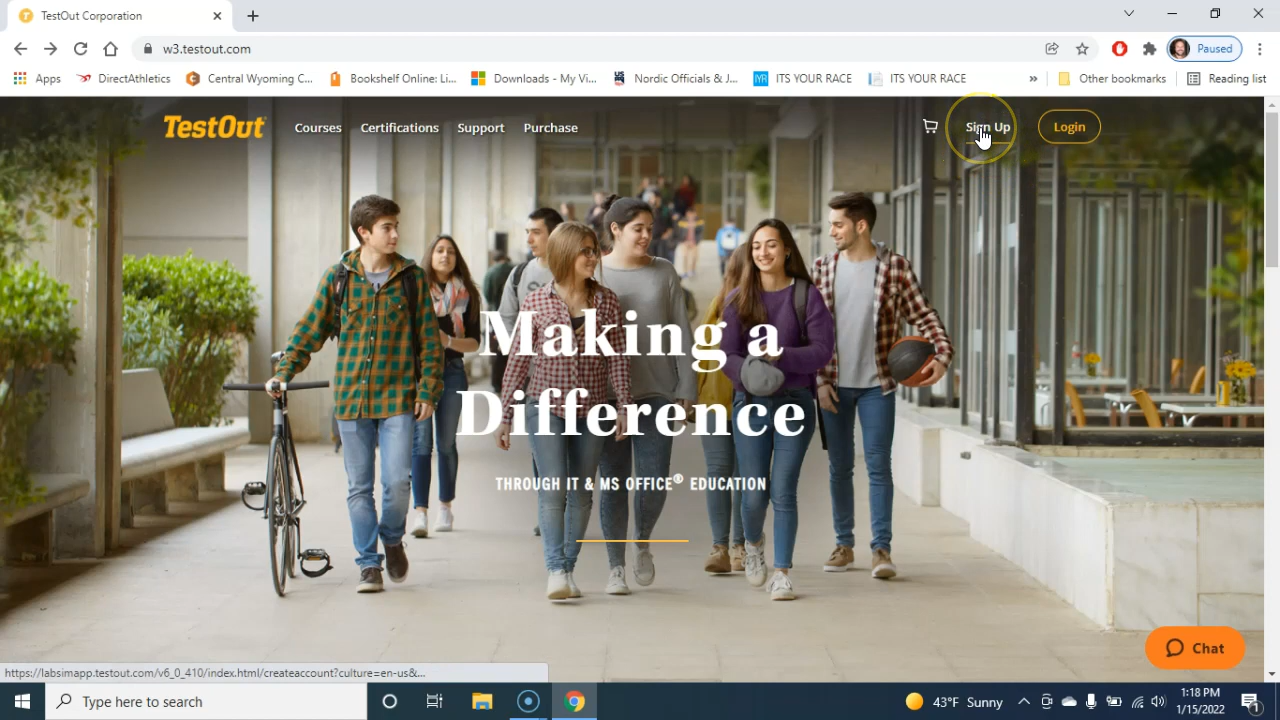 TestOut Corporation
w3.testout.com
Paused
Apps
DirectAthletics
Central Wyoming C...
Bookshelf Online: Li...
Downloads - My Vi...
Nordic Officials & J...
ITS YOUR RACE
ITS YOUR RACE
»
Other bookmarks
Reading list
TestOut
Courses
Certifications
Support
Purchase
Sign Up
Login
Making a
Difference
THROUGH IT & MS OFFICE® EDUCATION
Chat
https://labsimapp.testout.com/v6_0_410/index.html/createaccount?culture=en-us&...
Type here to search
43°F Sunny
1:18 PM
1/15/2022
1